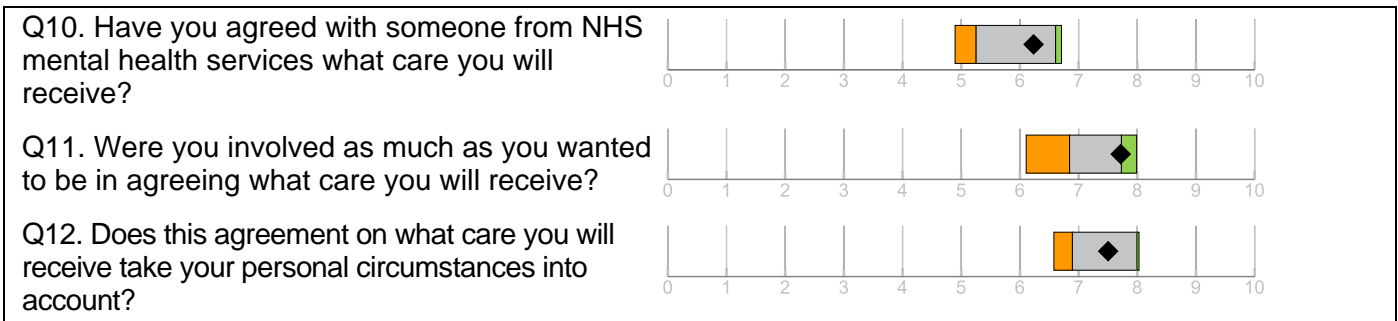 Q10. Have you agreed with someone from NHS
mental health services what care you will
receive?
0 1 2 3 4 5 6 7 8 9 10
Q11. Were you involved as much as you wanted
to be in agreeing what care you will receive?
0 1 2 3 4 5 6 7 8 9 10
Q12. Does this agreement on what care you will
receive take your personal circumstances into
account?
0 1 2 3 4 5 6 7 8 9 10